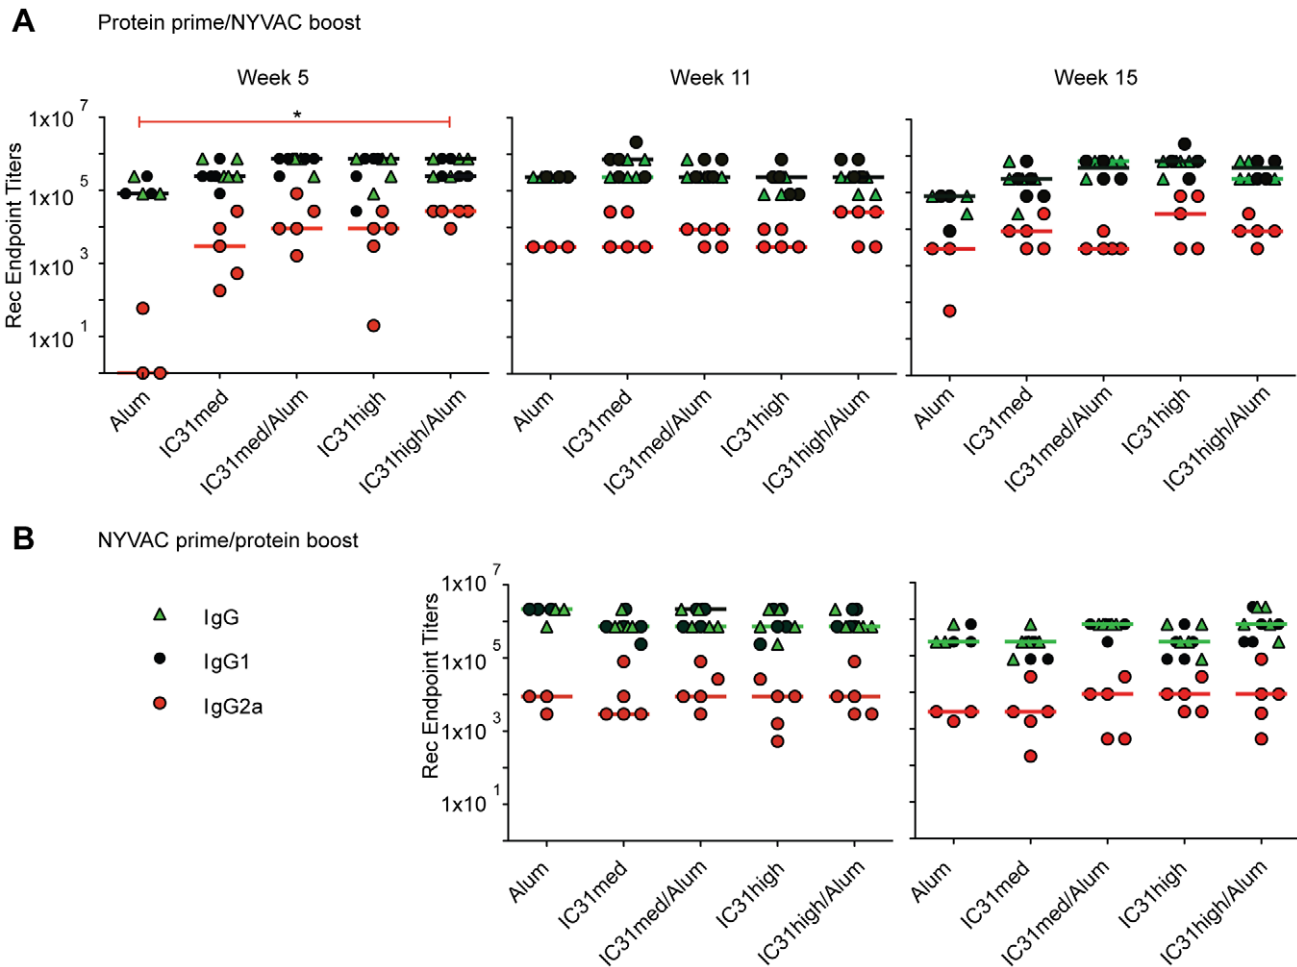 A Protein prime/NYVAC boost
Week 5 Week 11 Week 15
*
Rec Endpoint Titers
1x10 7
1x10 5
1x10 3
1x10 1
Alum IC31med IC31med/Alum IC31high IC31high/Alum
Alum IC31med IC31med/Alum IC31high IC31high/Alum
Alum IC31med IC31med/Alum IC31high IC31high/Alum
B NYVAC prime/protein boost
IgG
IgG1
IgG2a
Rec Endpoint Titers
1x10 7
1x10 5
1x10 3
1x10 1
Alum IC31med IC31med/Alum IC31high IC31high/Alum
Alum IC31med IC31med/Alum IC31high IC31high/Alum